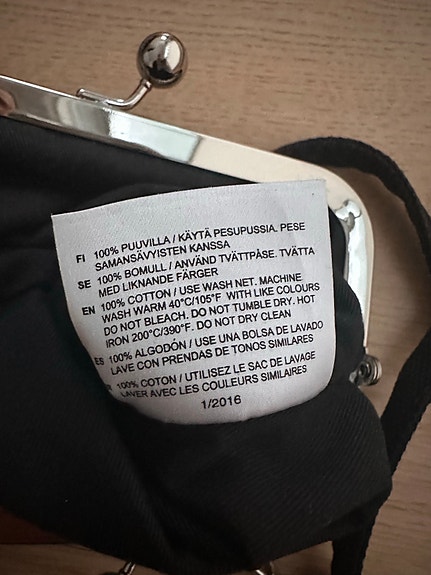 FI 100% PUUVILLA / KÄYTÄ PESUPUSSIA. PESE
SAMANSÄVYISTEN KANSSA
SE 100% BOMULL / ANVÄND TVÄTTPÅSE. TVÄTTA
MED LIKNANDE FÄRGER
EN 100% COTTON / USE WASH NET. MACHINE
WASH WARM 40°C/105°F WITH LIKE COLOURS
DO NOT BLEACH. DO NOT TUMBLE DRY. HOT
IRON 200°C/390°F. DO NOT DRY CLEAN
ES 100% ALGODÓN / USE UNA BOLSA DE LAVADO
LAVE CON PRENDAS DE TONOS SIMILARES
100% COTON / UTILISEZ LE SAC DE LAVAGE
LAVER AVEC LES COULEURS SIMILAIRES
1/2016